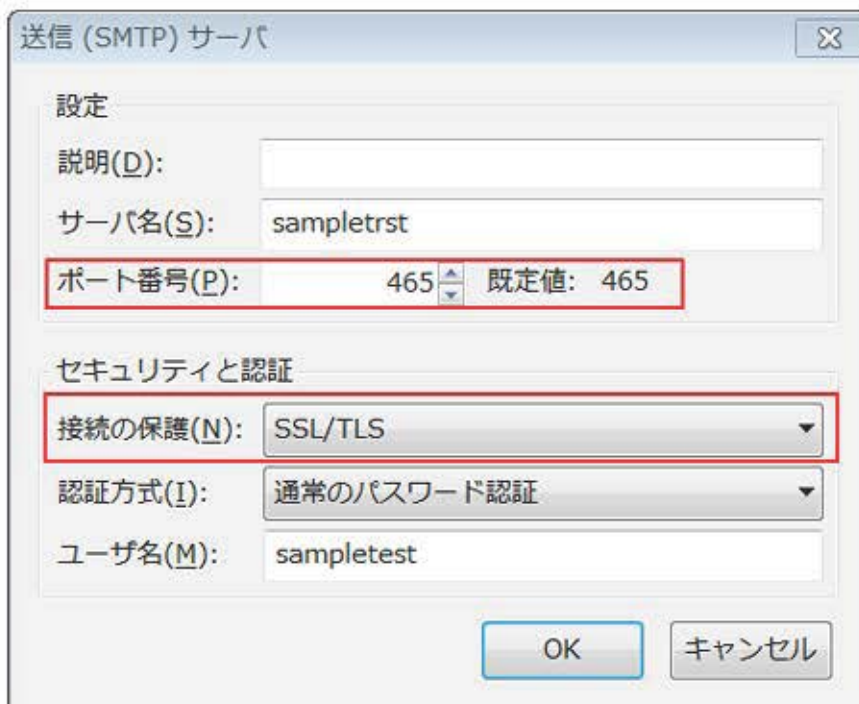 送信 (SMTP) サーバ
設定
説明(D):
サーバ名(S): sampletrst
ポート番号(P): 465 既定値: 465
セキュリティと認証
接続の保護(N): SSL/TLS
認証方式(I): 通常のパスワード認証
ユーザ名(M): sampletest
OK キャンセル